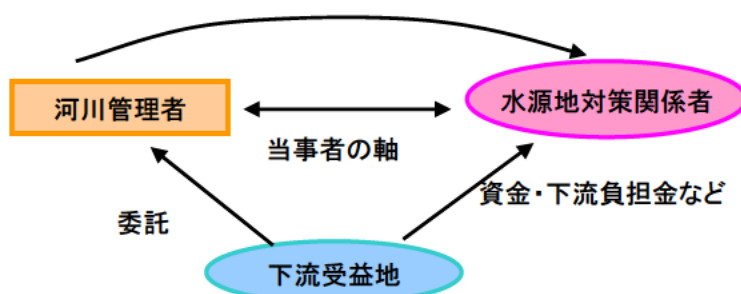 河川管理者
水源地対策関係者
当事者の軸
資金・下流負担金など
委託
下流受益地